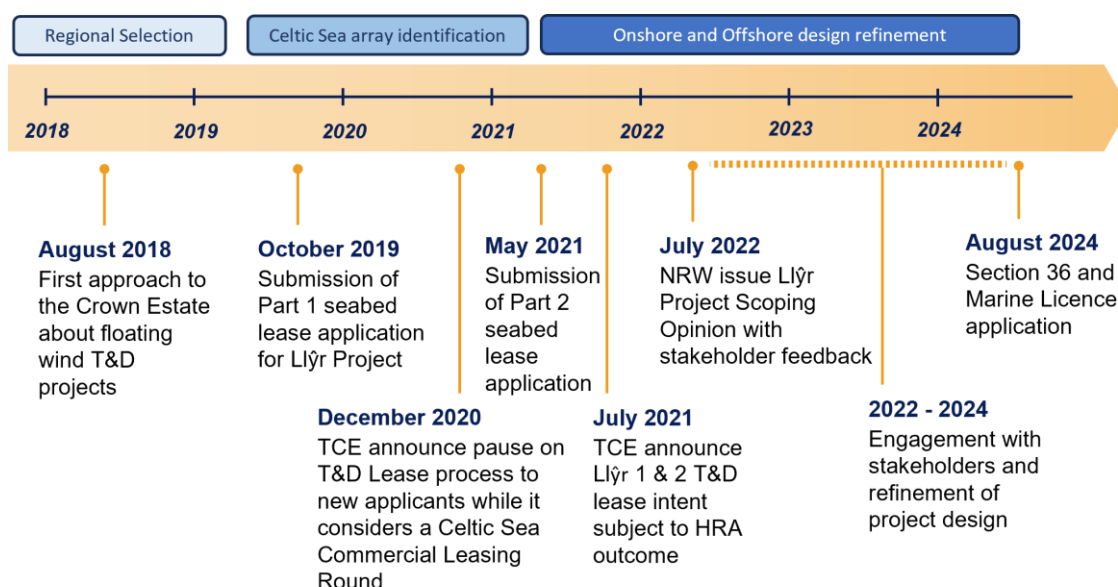 Regional Selection
Celtic Sea array identification
Onshore and Offshore design refinement
2018
2019
2020
2021
2022
2023
2024
August 2018
First approach to
the Crown Estate
about floating
wind T&D
projects
October 2019
Submission of
Part 1 seabed
lease application
for Llŷr Project
December 2020
TCE announce pause on
T&D Lease process to
new applicants while it
considers a Celtic Sea
Commercial Leasing
Round
May 2021
Submission
of Part 2
seabed
lease
application
July 2021
TCE announce
Llŷr 1 & 2 T&D
lease intent
subject to HRA
outcome
July 2022
NRW issue Llŷr
Project Scoping
Opinion with
stakeholder feedback
2022 - 2024
Engagement with
stakeholders and
refinement of
project design
August 2024
Section 36 and
Marine Licence
application